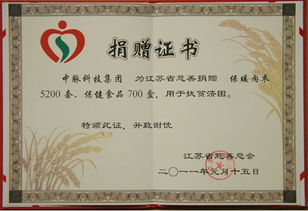 捐赠证书
中脉科技集团 为江苏省慈善捐赠 保暖内衣
5200套、保健食品700盒，用于扶贫济困。
特颁此证，并致谢忱
江苏省慈善总会
二〇一一年元月十五日